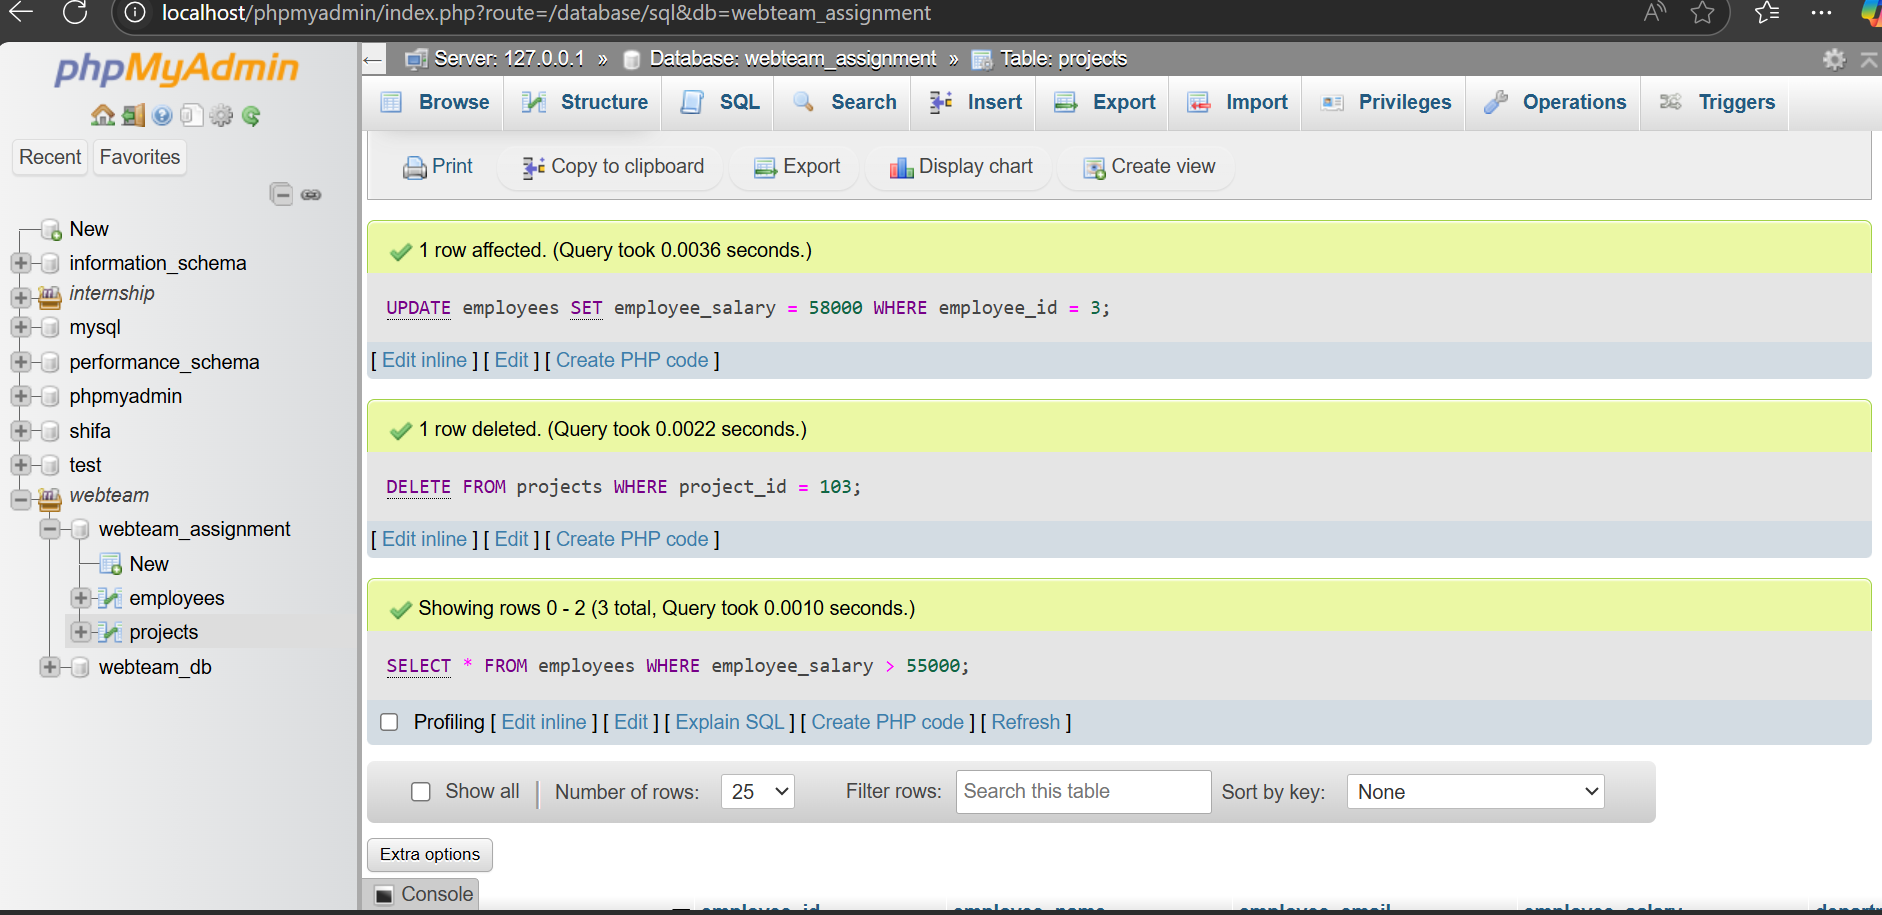 localhost/phpmyadmin/index.php?route=/database/sql&db=webteam_assignment
phpMyAdmin
Recent Favorites
New
information_schema
internship
mysql
performance_schema
phpmyadmin
shifa
test
webteam
webteam_assignment
New
employees
projects
webteam_db
Server: 127.0.0.1 » Database: webteam_assignment » Table: projects
Browse Structure SQL Search Insert Export Import Privileges Operations Triggers
Print Copy to clipboard Export Display chart Create view
1 row affected. (Query took 0.0036 seconds.)
UPDATE employees SET employee_salary = 58000 WHERE employee_id = 3;
[ Edit inline ] [ Edit ] [ Create PHP code ]
1 row deleted. (Query took 0.0022 seconds.)
DELETE FROM projects WHERE project_id = 103;
[ Edit inline ] [ Edit ] [ Create PHP code ]
Showing rows 0 - 2 (3 total, Query took 0.0010 seconds.)
SELECT * FROM employees WHERE employee_salary > 55000;
Profiling [ Edit inline ] [ Edit ] [ Explain SQL ] [ Create PHP code ] [ Refresh ]
Show all | Number of rows: 25 Filter rows: Search this table Sort by key: None
Extra options
Console
employee_id employee_name employee_email employee_salary